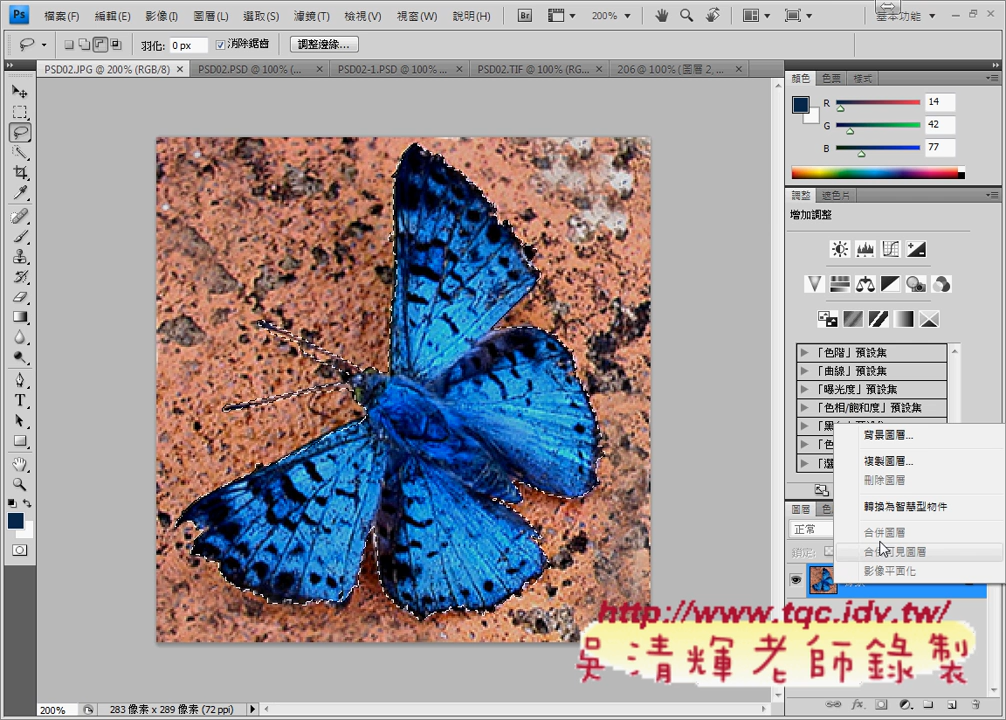 Ps 檔案(F) 編輯(E) 影像(I) 圖層(L) 選取(S) 濾鏡(T) 檢視(V) 視窗(W) 說明(H) Br 200% 基本功能
羽化: 0 px 消除鋸齒 調整邊緣...
PSD02.JPG @ 200% (RGB/8) PSD02.PSD @ 100% (... PSD02-1.PSD @ 100% ... PSD02.TIF @ 100% (RG... 206 @ 100% (圖層 2, ...
顏色 色票 樣式
R 14
G 42
B 77
調整 遮色片
增加調整
「色階」預設集
「曲線」預設集
「曝光度」預設集
「色相/飽和度」預設集
「黑
「色
「選
背景圖層...
複製圖層...
刪除圖層
轉換為智慧型物件
合併圖層
合併可見圖層
影像平面化
圖層 色
正常
鎖定:
http://www.tqc.idv.tw/
吳清輝老師錄製
200% 283 像素 x 289 像素 (72 ppi)